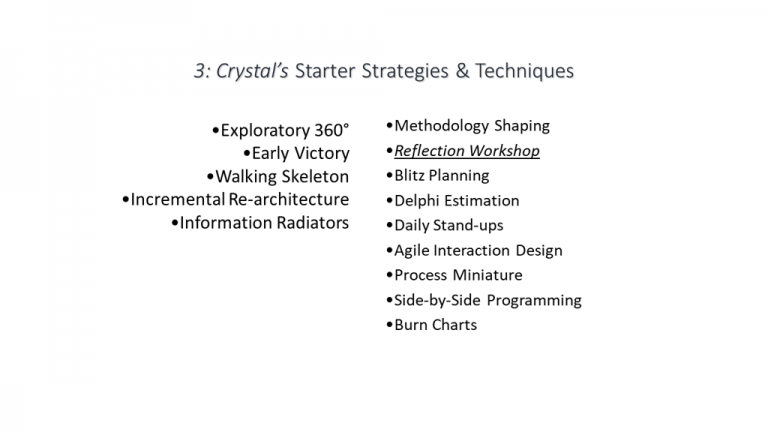 3: Crystal's Starter Strategies & Techniques
•Exploratory 360°
•Early Victory
•Walking Skeleton
•Incremental Re-architecture
•Information Radiators
•Methodology Shaping
•Reflection Workshop
•Blitz Planning
•Delphi Estimation
•Daily Stand-ups
•Agile Interaction Design
•Process Miniature
•Side-by-Side Programming
•Burn Charts